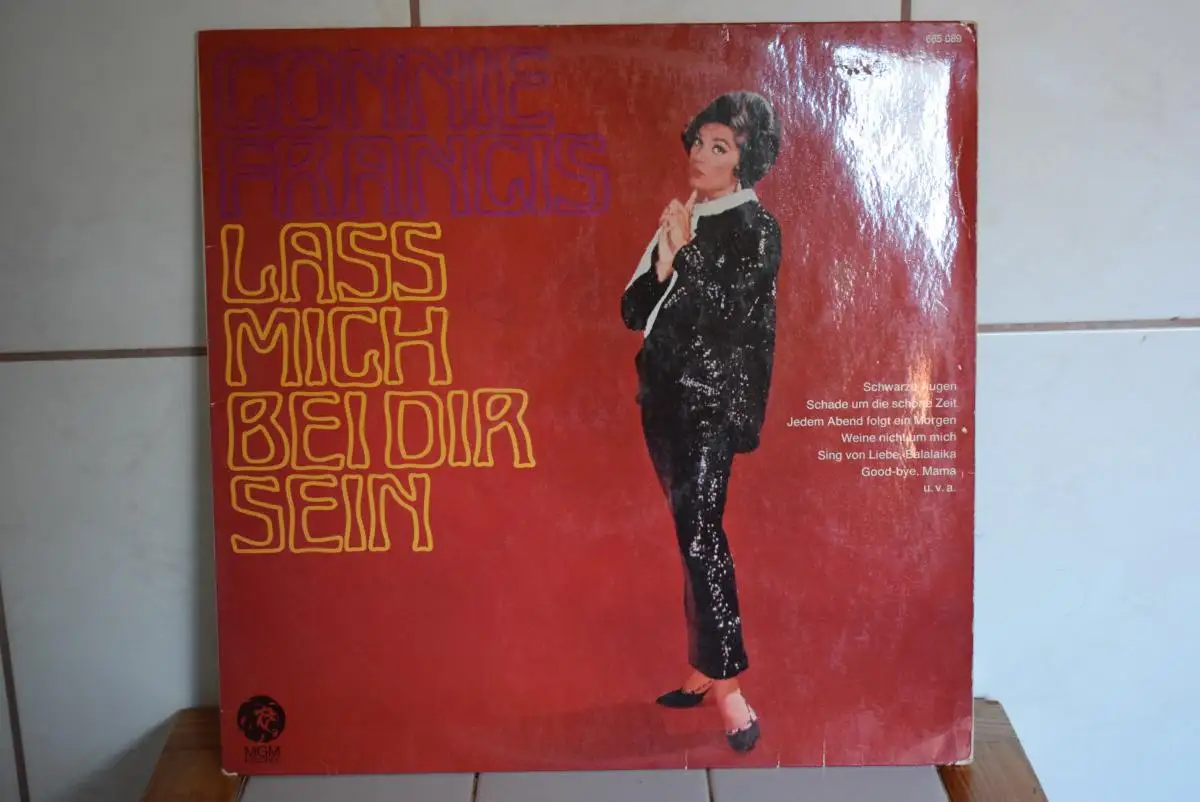 665 089
CONNIE
FRANCIS
LASS
MICH
BEI DIR
SEIN
Schwarze Augen
Schade um die schöne Zeit
Jedem Abend folgt ein Morgen
Weine nicht um mich
Sing von Liebe, Balalaika
Good-bye, Mama
u. v. a.
MGM
RECORDS